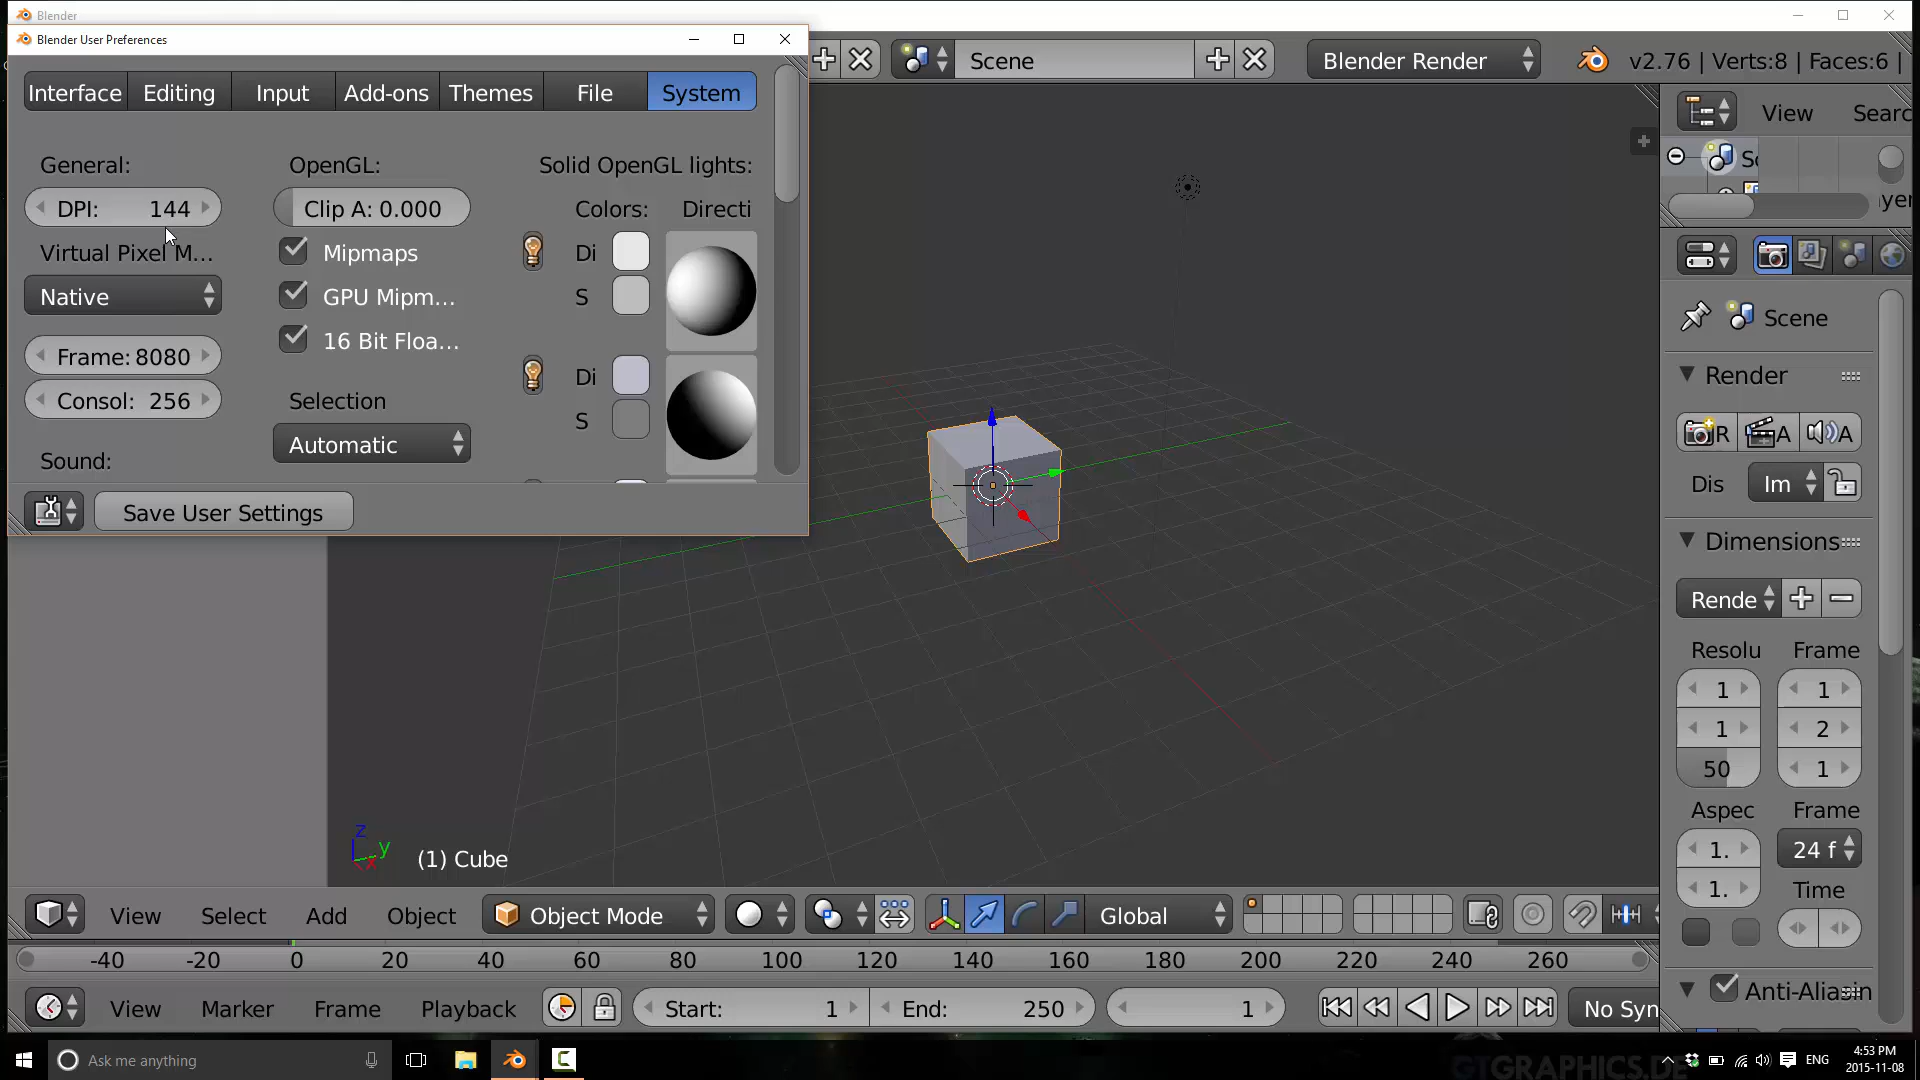 Blender
Blender User Preferences
Scene
Blender Render
v2.76 | Verts:8 | Faces:6 |
Interface
Editing
Input
Add-ons
Themes
File
System
General:
OpenGL:
Solid OpenGL lights:
DPI: 144
Clip A: 0.000
Colors:
Directi
Virtual Pixel M...
Mipmaps
Di
Native
GPU Mipm...
S
16 Bit Floa...
Frame: 8080
Di
Consol: 256
Selection
S
Automatic
Sound:
Save User Settings
View
Searc
Sc
Scene
Render
R
A
A
Dis
Im
Dimensions
Rende
Resolu
Frame
1
1
1
2
50
1
Aspec
Frame
1.
24 f
1.
Time
Anti-Aliasin
z
y
x
(1) Cube
View
Select
Add
Object
Object Mode
Global
-40
-20
0
20
40
60
80
100
120
140
160
180
200
220
240
260
View
Marker
Frame
Playback
Start: 1
End: 250
1
No Syn
Ask me anything
GTGRAPHICS.DE
ENG
4:53 PM
2015-11-08